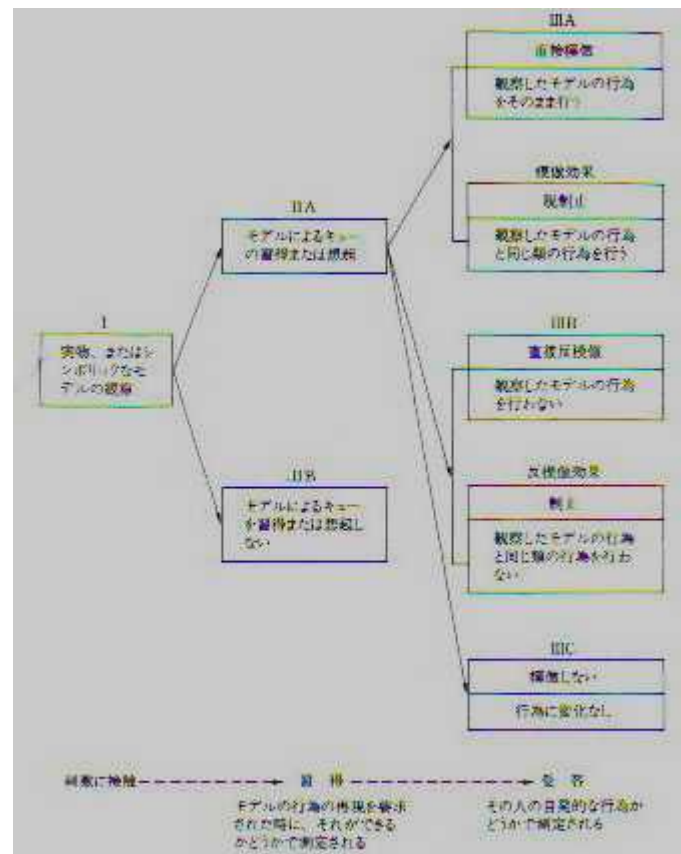 I
実物、またはシ
ンボリックなモ
デルの観察
IIA
モデルによるキュー
の習得または想起
IIB
モデルによるキュー
を習得または想起し
ない
IIIA
直接模倣
観察したモデルの行為
をそのまま行う
模倣効果
脱制止
観察したモデルの行為
と同じ類の行為を行う
IIIB
直接反模倣
観察したモデルの行為
を行わない
反模倣効果
制止
観察したモデルの行為
と同じ類の行為を行わ
ない
IIIC
模倣しない
行為に変化なし
刺激に接触
習得
受容
モデルの行為の再現を要求
された時に、それができる
かどうかで測定される
その人の自発的な行為か
どうかで測定される